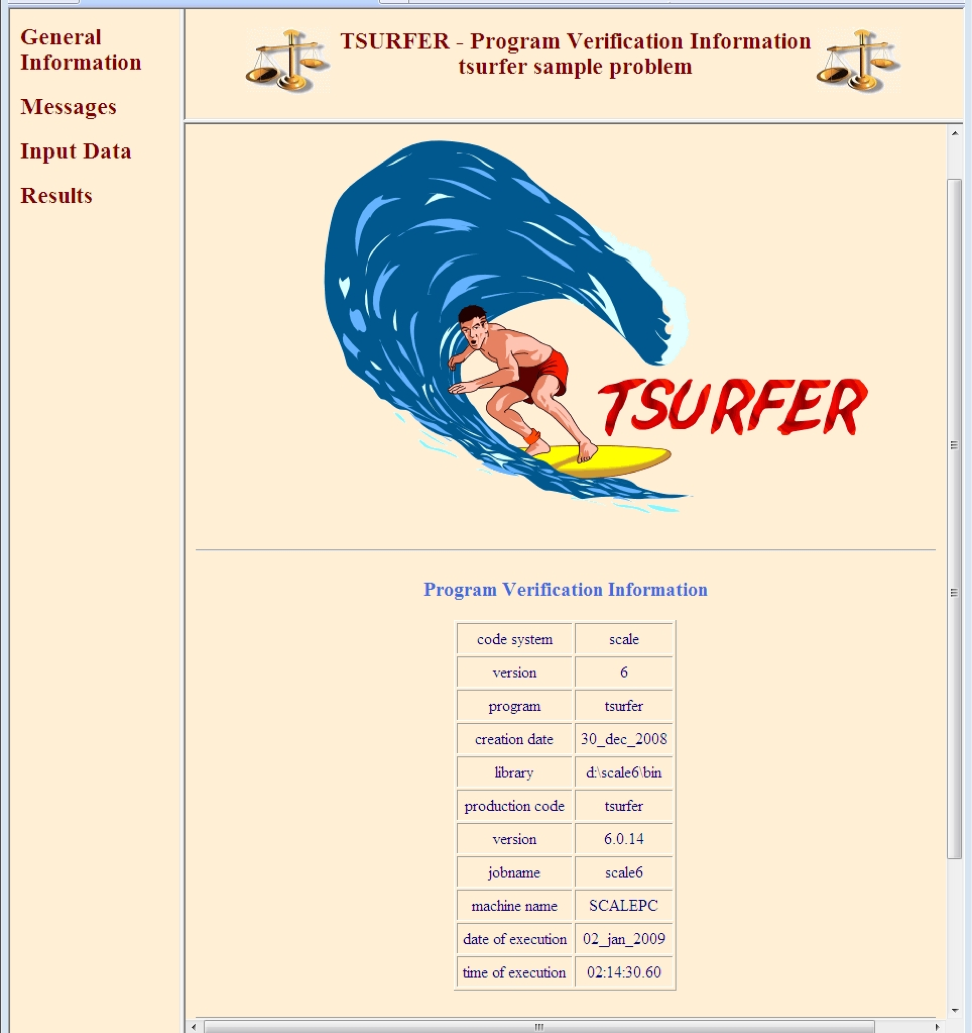 General
Information
Messages
Input Data
Results
TSURFER - Program Verification Information
tsurfer sample problem
TSURFER
Program Verification Information
code system scale
version 6
program tsurfer
creation date 30_dec_2008
library d:\scale6\bin
production code tsurfer
version 6.0.14
jobname scale6
machine name SCALEPC
date of execution 02_jan_2009
time of execution 02:14:30.60